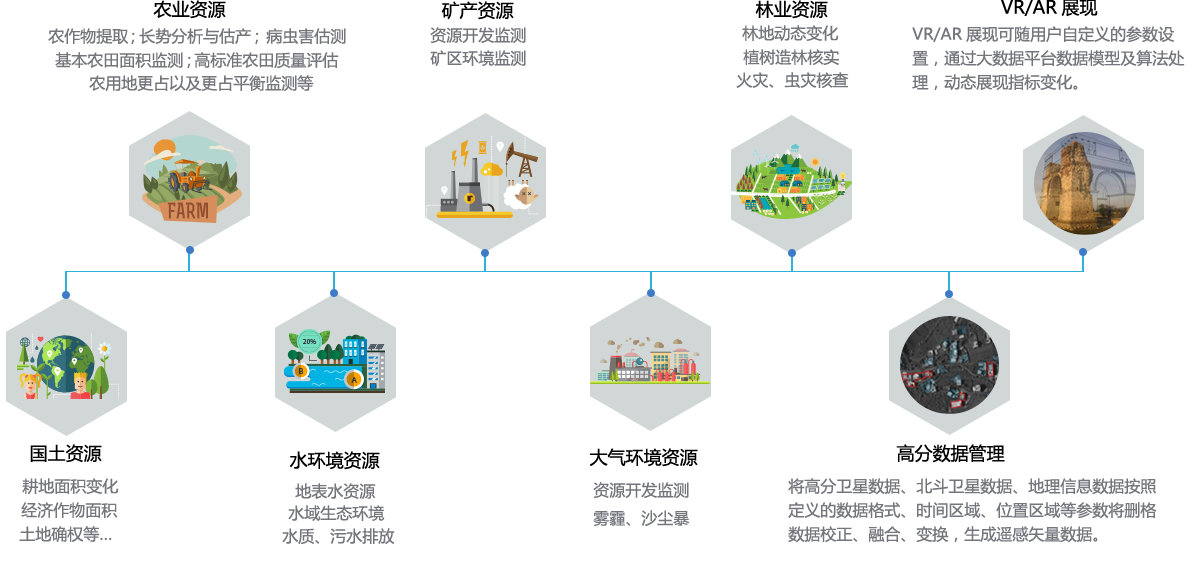 农业资源
农作物提取；长势分析与估产；病虫害估测
基本农田面积监测；高标准农田质量评估
农用地更占以及更占平衡监测等
矿产资源
资源开发监测
矿区环境监测
林业资源
林地动态变化
植树造林核实
火灾、虫灾核查
VR/AR 展现
VR/AR 展现可随用户自定义的参数设
置，通过大数据平台数据模型及算法处
理，动态展现指标变化。
FARM
20%
B
A
国土资源
耕地面积变化
经济作物面积
土地确权等...
水环境资源
地表水资源
水域生态环境
水质、污水排放
大气环境资源
资源开发监测
雾霾、沙尘暴
高分数据管理
将高分卫星数据、北斗卫星数据、地理信息数据按照
定义的数据格式、时间区域、位置区域等参数将删格
数据校正、融合、变换，生成遥感矢量数据。